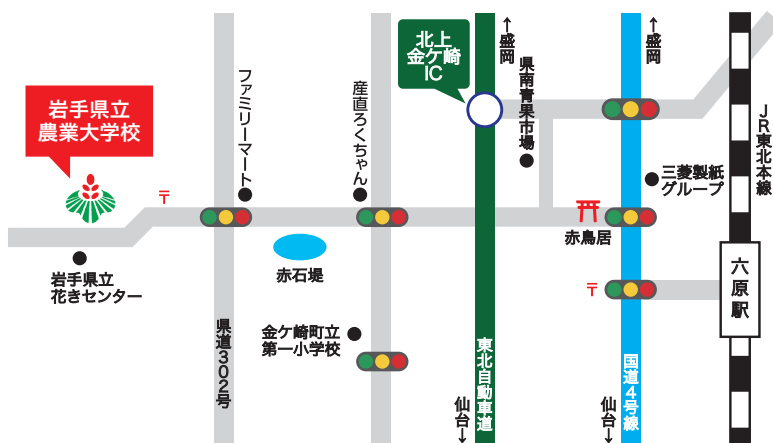 岩手県立
農業大学校
〒
岩手県立
花きセンター
ファミリーマート
県道302号
赤石堤
産直ろくちゃん
金ケ崎町立
第一小学校
北上
金ケ崎
IC
↑盛岡
東北自動車道
仙台↓
県南青果市場
赤鳥居
↑盛岡
国道4号線
仙台↓
三菱製紙
グループ
〒
JR東北本線
六原駅